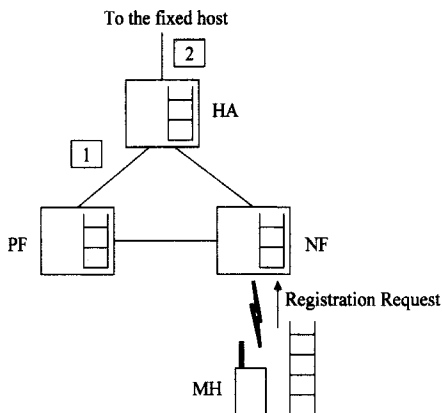 To the fixed host
2
HA
1
PF
NF
Registration Request
MH